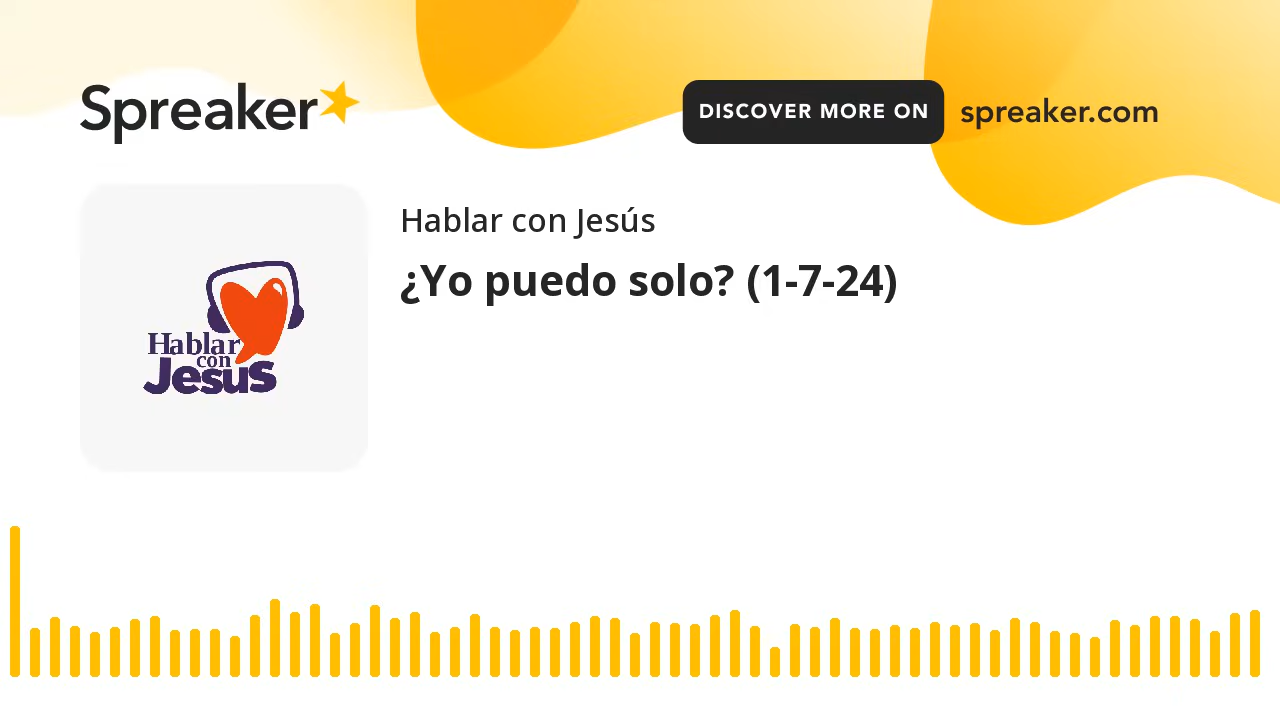 Spreaker
DISCOVER MORE ON
spreaker.com
Hablar con Jesús
¿Yo puedo solo? (1-7-24)
Hablar
con
Jesus